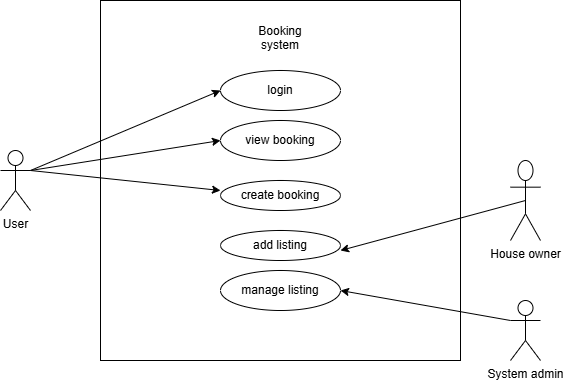 Booking
system
login
view booking
create booking
User
add listing
House owner
manage listing
System admin